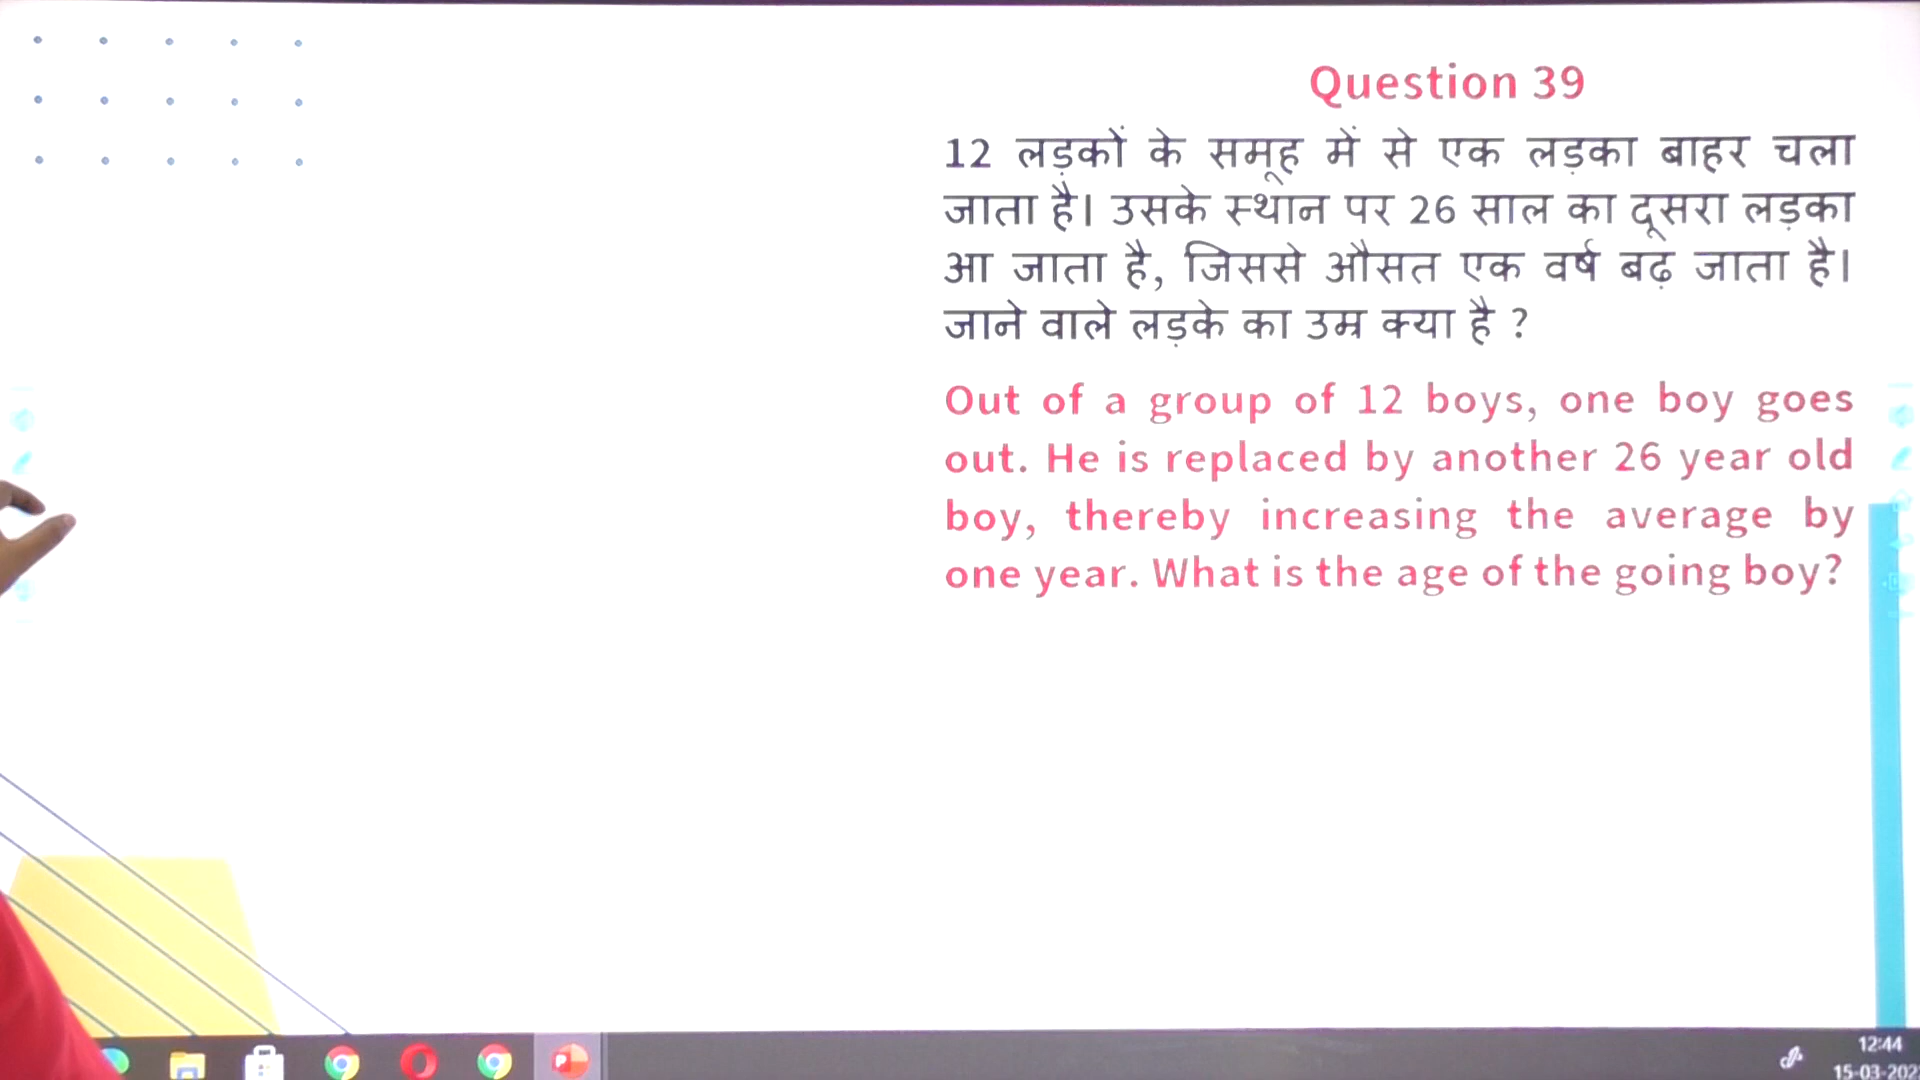 Question 39
12 लड़कों के समूह में से एक लड़का बाहर चला
जाता है। उसके स्थान पर 26 साल का दूसरा लड़का
आ जाता है, जिससे औसत एक वर्ष बढ़ जाता है।
जाने वाले लड़के का उम्र क्या है ?
Out of a group of 12 boys, one boy goes
out. He is replaced by another 26 year old
boy, thereby increasing the average by
one year. What is the age of the going boy?
12:44
15-03-202